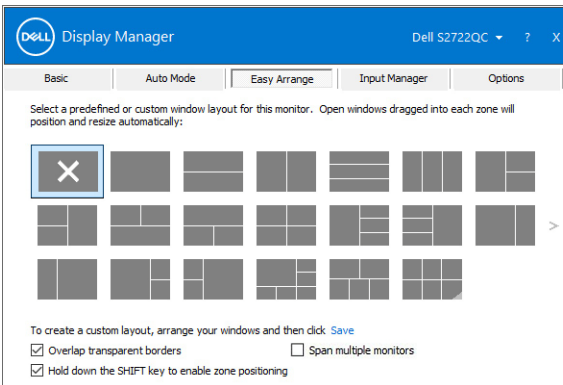 DELL Display Manager Dell S2722QC ? X
Basic Auto Mode Easy Arrange Input Manager Options
Select a predefined or custom window layout for this monitor. Open windows dragged into each zone will
position and resize automatically:
>
To create a custom layout, arrange your windows and then click Save
Overlap transparent borders Span multiple monitors
Hold down the SHIFT key to enable zone positioning